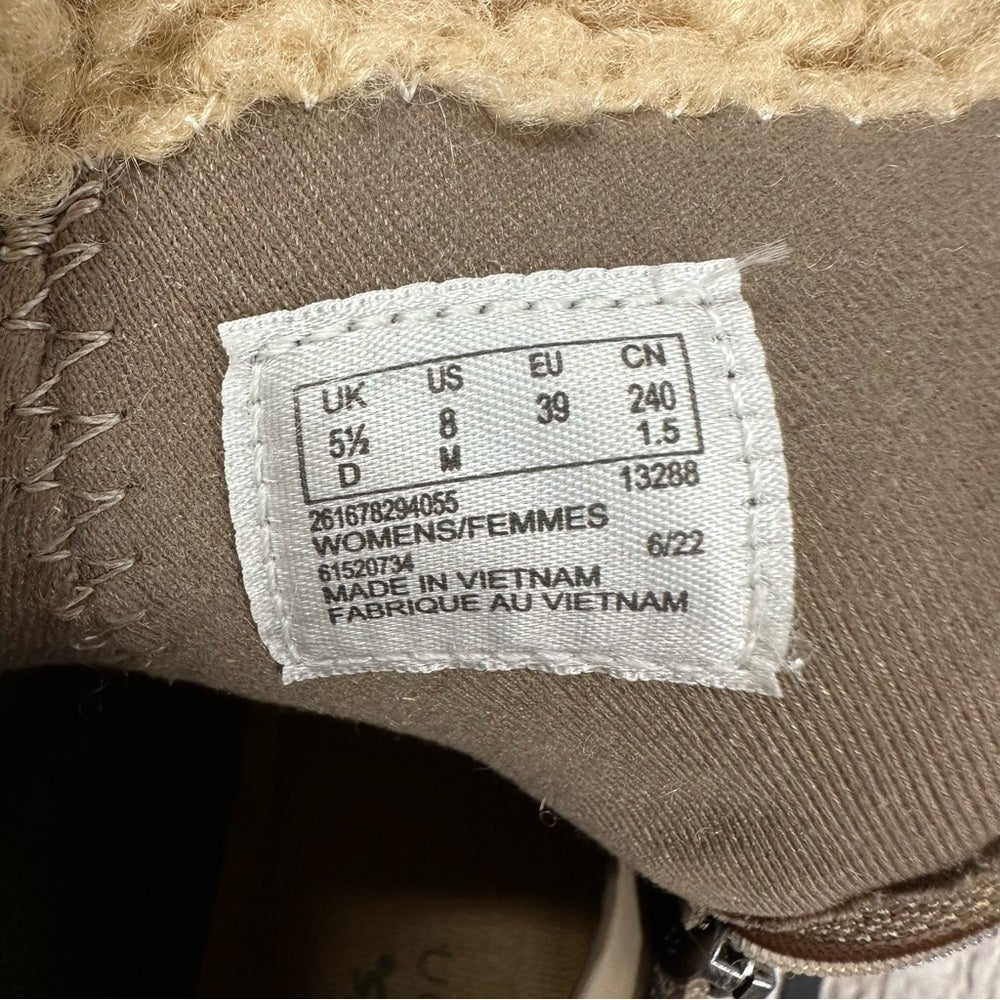 UK US EU CN
5½ 8 39 240
D M 1.5
261678294055 13288
WOMENS/FEMMES
61520734 6/22
MADE IN VIETNAM
FABRIQUE AU VIETNAM